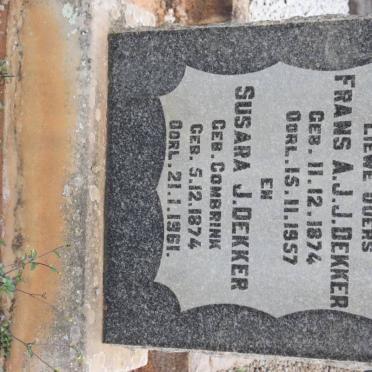 LIEWE OUERS
FRANS A.J.J. DEKKER
GEB. 11.12.1874
OORL. 15.11.1957
EN
SUSARA J. DEKKER
GEB. COMBRINK
GEB. 5.12.1874
OORL. 21.1.1961.